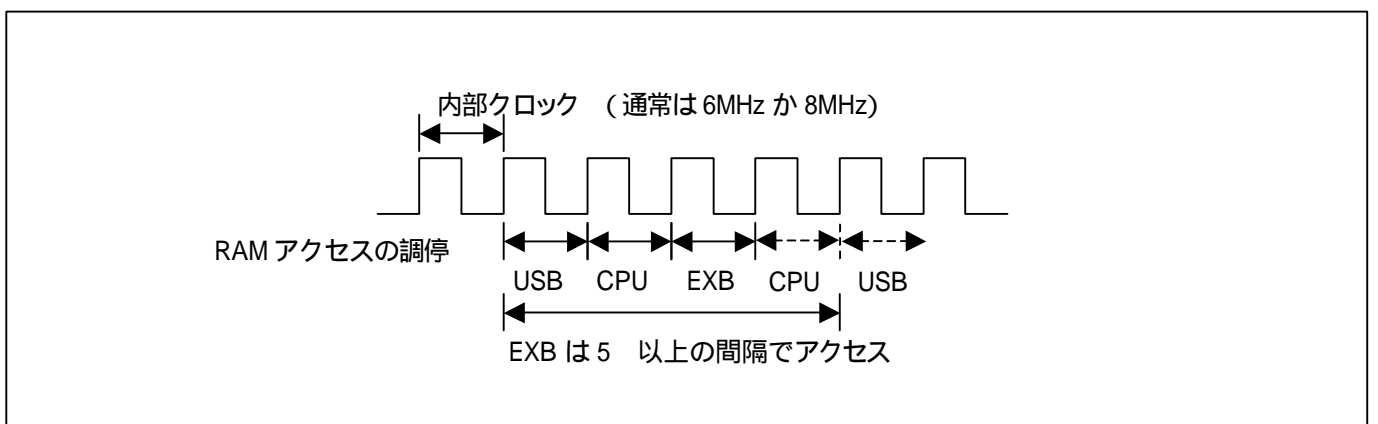 内部クロック （通常は 6MHz か 8MHz)
RAM アクセスの調停
USB CPU EXB CPU USB
EXB は 5 以上の間隔でアクセス